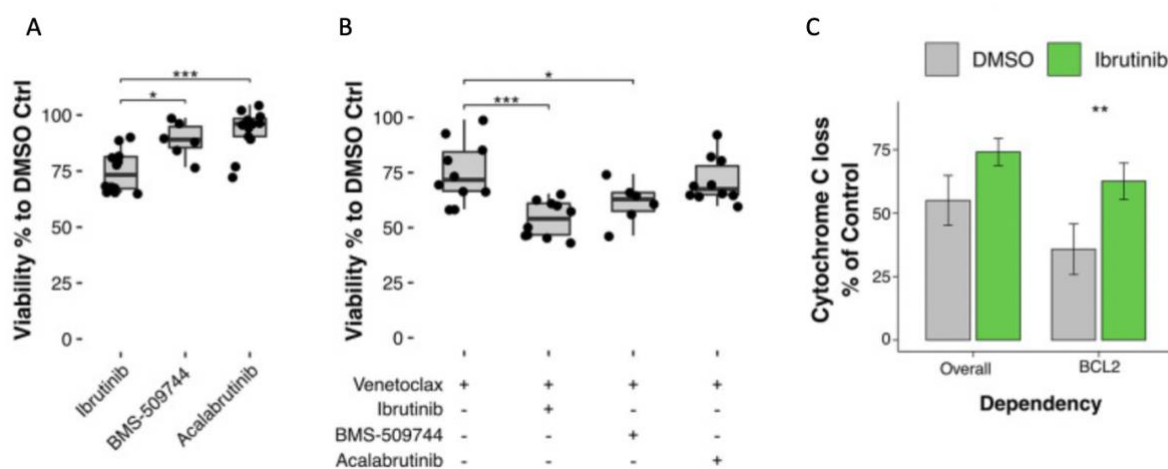 A
Viability % to DMSO Ctrl
100
75
50
25
0
***
*
Ibrutinib
BMS-509744
Acalabrutinib
B
Viability % to DMSO Ctrl
100
75
50
25
0
*
***
Venetoclax + + + +
Ibrutinib - + - -
BMS-509744 - - + -
Acalabrutinib - - - +
C
DMSO Ibrutinib
Cytochrome C loss
% of Control
75
50
25
0
**
Overall BCL2
Dependency